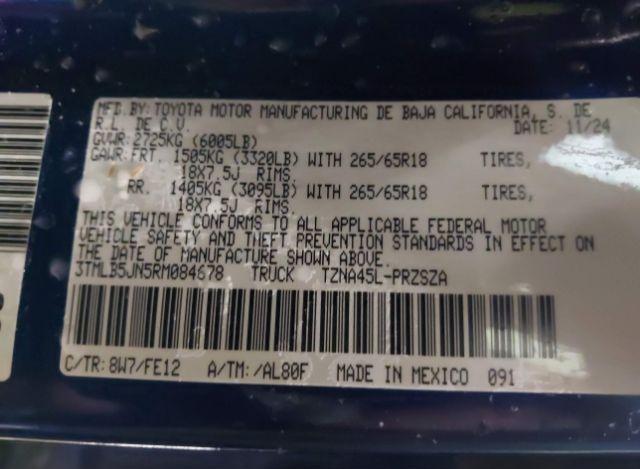 MFD.BY:TOYOTA MOTOR MANUFACTURING DE BAJA CALIFORNIA, S. DE
R.L. DE C.V. DATE: 11/24
GVWR:2725KG (6005LB)
GAWR:FRT. 1505KG (3320LB) WITH 265/65R18 TIRES,
18X7.5J RIMS,
RR. 1405KG (3095LB) WITH 265/65R18 TIRES,
18X7.5J RIMS,
THIS VEHICLE CONFORMS TO ALL APPLICABLE FEDERAL MOTOR
VEHICLE SAFETY AND THEFT PREVENTION STANDARDS IN EFFECT ON
THE DATE OF MANUFACTURE SHOWN ABOVE.
3TMLB5JN5RM084678 TRUCK TZNA45L-PRZSZA
C/TR:8W7/FE12 A/TM:/AL80F MADE IN MEXICO 091